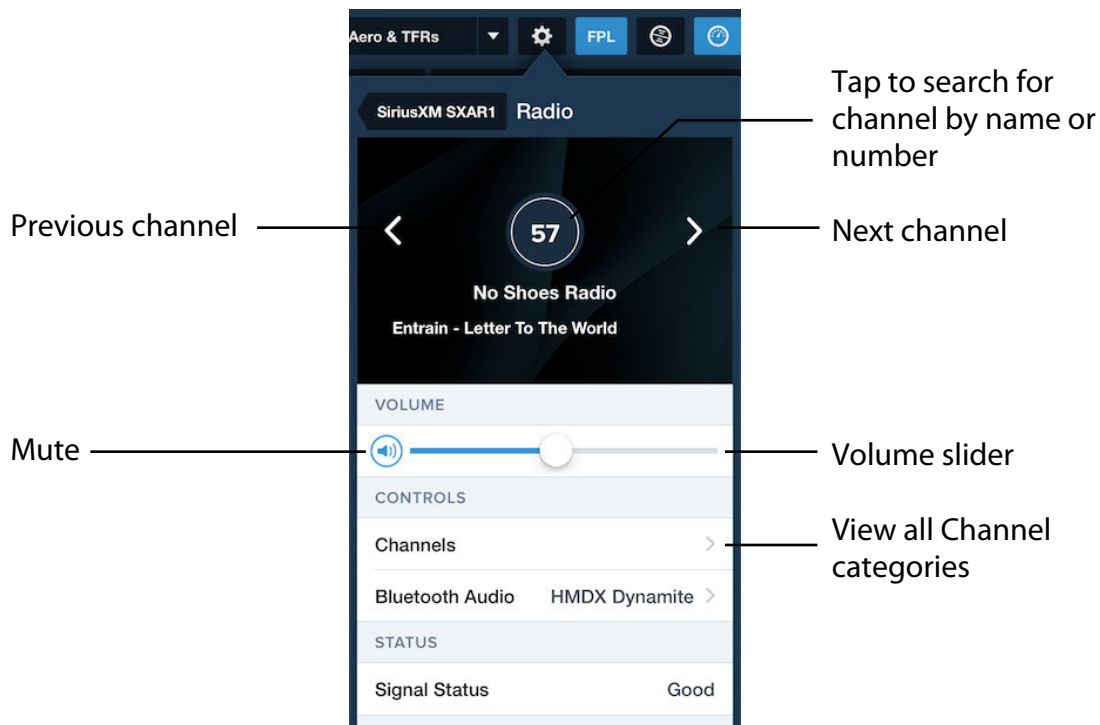 Aero & TFRs
FPL
SiriusXM SXAR1 Radio
Tap to search for
channel by name or
number
Previous channel
57
Next channel
No Shoes Radio
Entrain - Letter To The World
VOLUME
Mute
Volume slider
CONTROLS
Channels
View all Channel
categories
Bluetooth Audio HMDX Dynamite
STATUS
Signal Status Good